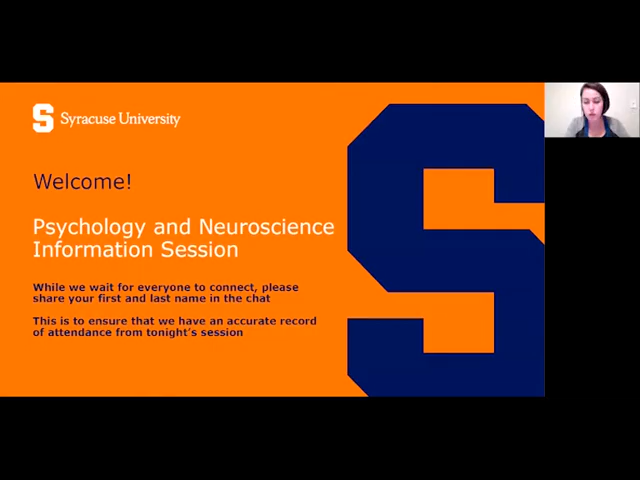 S Syracuse University
Welcome!
Psychology and Neuroscience
Information Session
While we wait for everyone to connect, please
share your first and last name in the chat
This is to ensure that we have an accurate record
of attendance from tonight's session
S